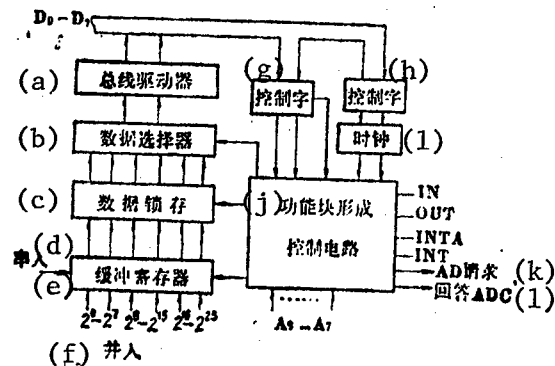 D₀-D₇
(a) 总线驱动器
(g) 控制字
(h) 控制字
(b) 数据选择器
时钟 (l)
(c) 数据锁存
(j) 功能块形成
控制电路
IN
OUT
INTA
INT
AD请求 (k)
回答ADC (l)
(d)
串入
(e) 缓冲寄存器
2⁰-2⁷ 2⁸-2¹⁵ 2¹⁶-2²³
A₀ ... A₇
(f) 并入